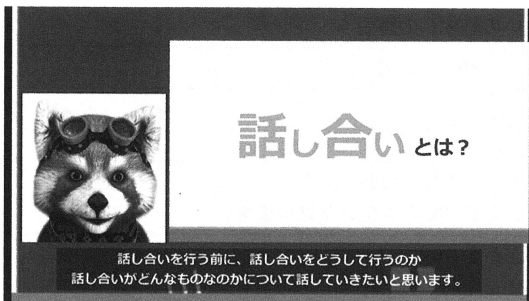 話し合い とは？
話し合いを行う前に、話し合いをどうして行うのか
話し合いがどんなものなのかについて話していきたいと思います。